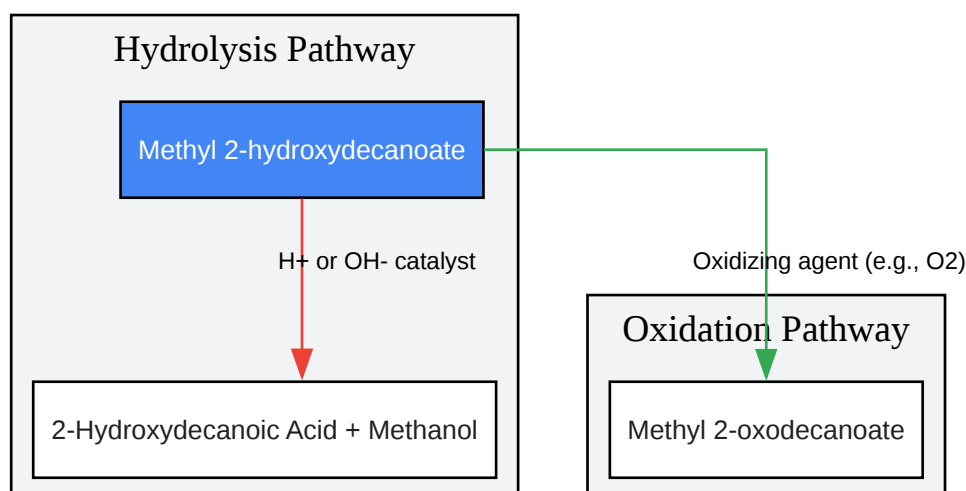 Hydrolysis Pathway
Methyl 2-hydroxydecanoate
H+ or OH- catalyst
Oxidizing agent (e.g., O2)
Oxidation Pathway
2-Hydroxydecanoic Acid + Methanol
Methyl 2-oxodecanoate